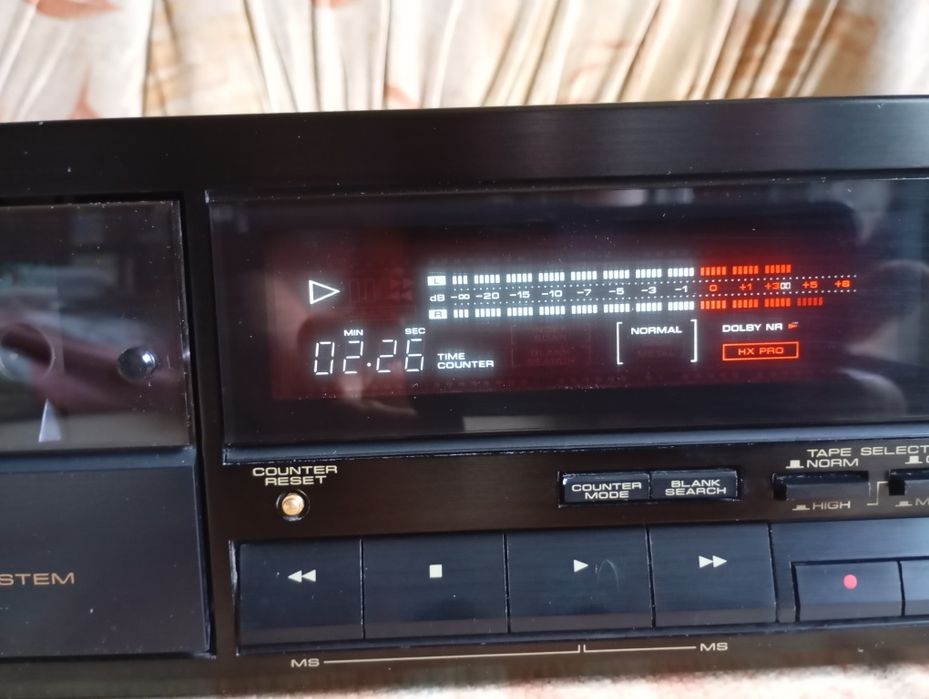 L
dB -∞ -20 -15 -10 -7 -5 -3 -1 0 +1 +3 +5 +8
R
MIN SEC
02.26 TIME COUNTER
NORMAL
DOLBY NR
HX PRO
COUNTER
RESET
COUNTER
MODE
BLANK
SEARCH
TAPE SELECT
NORM
HIGH
STEM
MS
MS